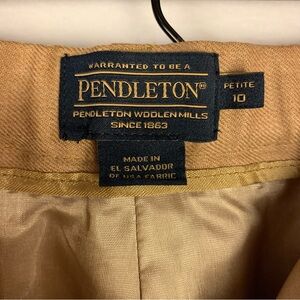 WARRANTED TO BE A
PENDLETON®
PENDLETON WOOLEN MILLS
SINCE 1863
PETITE
10
MADE IN
EL SALVADOR
OF USA FABRIC